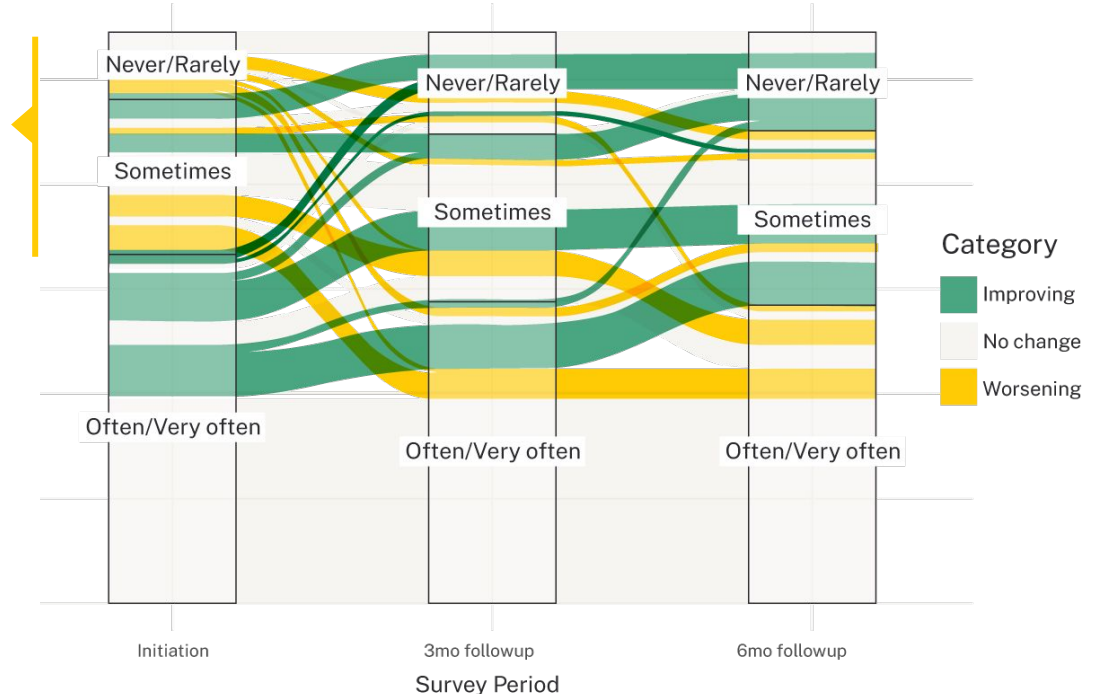 Never/Rarely
Never/Rarely
Never/Rarely
Sometimes
Sometimes
Sometimes
Category
Improving
No change
Worsening
Often/Very often
Often/Very often
Often/Very often
Initiation
3mo followup
6mo followup
Survey Period